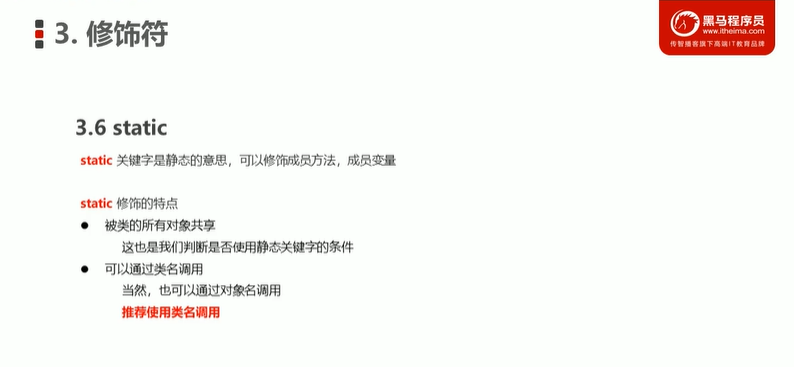 3. 修饰符
黑马程序员
www.itheima.com
传智播客旗下高端IT教育品牌
3.6 static
static 关键字是静态的意思，可以修饰成员方法，成员变量
static 修饰的特点
● 被类的所有对象共享
这也是我们判断是否使用静态关键字的条件
● 可以通过类名调用
当然，也可以通过对象名调用
推荐使用类名调用